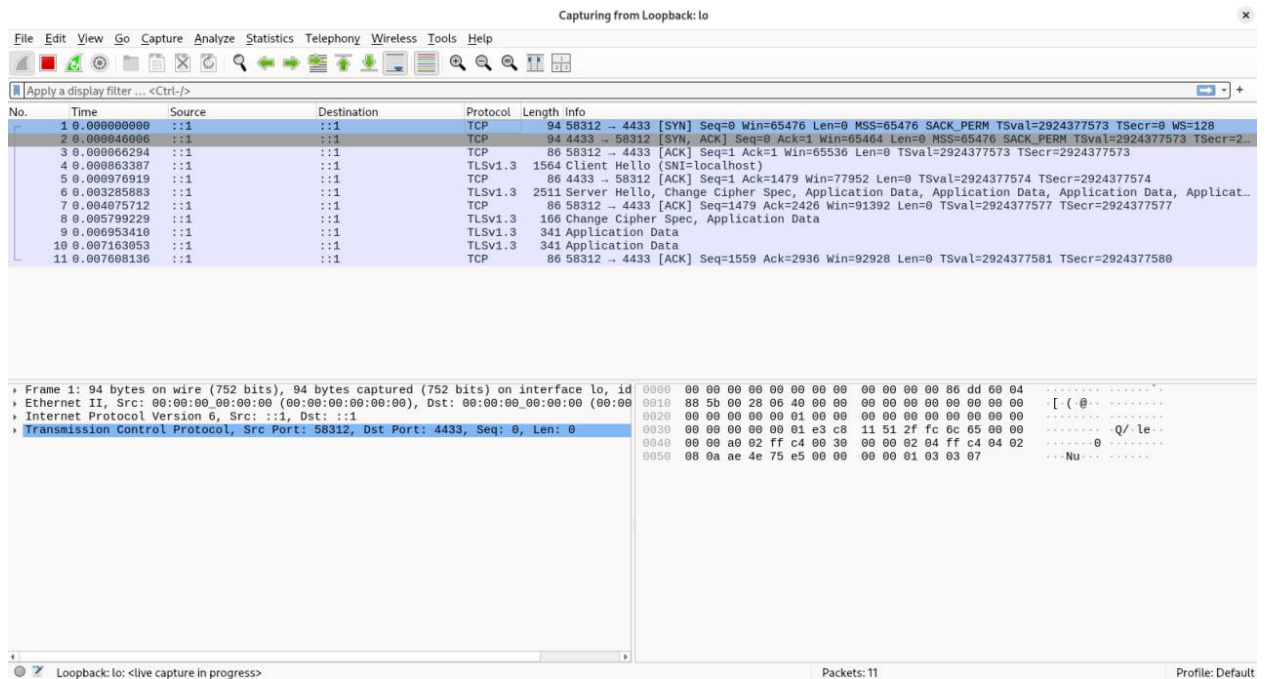 Capturing from Loopback: lo
File Edit View Go Capture Analyze Statistics Telephony Wireless Tools Help
Apply a display filter ... <Ctrl-/>
No. Time Source Destination Protocol Length Info
1 0.000000000 ::1 ::1 TCP 94 58312 → 4433 [SYN] Seq=0 Win=65476 Len=0 MSS=65476 SACK_PERM TSval=2924377573 TSecr=0 WS=128
2 0.000046006 ::1 ::1 TCP 94 4433 → 58312 [SYN, ACK] Seq=0 Ack=1 Win=65464 Len=0 MSS=65476 SACK_PERM TSval=2924377573 TSecr=2…
3 0.000066294 ::1 ::1 TCP 86 58312 → 4433 [ACK] Seq=1 Ack=1 Win=65536 Len=0 TSval=2924377573 TSecr=2924377573
4 0.000863387 ::1 ::1 TLSv1.3 1564 Client Hello (SNI=localhost)
5 0.000976919 ::1 ::1 TCP 86 4433 → 58312 [ACK] Seq=1 Ack=1479 Win=77952 Len=0 TSval=2924377574 TSecr=2924377574
6 0.003285883 ::1 ::1 TLSv1.3 2511 Server Hello, Change Cipher Spec, Application Data, Application Data, Application Data, Applicat…
7 0.004075712 ::1 ::1 TCP 86 58312 → 4433 [ACK] Seq=1479 Ack=2426 Win=91392 Len=0 TSval=2924377577 TSecr=2924377577
8 0.005799229 ::1 ::1 TLSv1.3 166 Change Cipher Spec, Application Data
9 0.006953410 ::1 ::1 TLSv1.3 341 Application Data
10 0.007163053 ::1 ::1 TLSv1.3 341 Application Data
11 0.007608136 ::1 ::1 TCP 86 58312 → 4433 [ACK] Seq=1559 Ack=2936 Win=92928 Len=0 TSval=2924377581 TSecr=2924377580
Frame 1: 94 bytes on wire (752 bits), 94 bytes captured (752 bits) on interface lo, id
Ethernet II, Src: 00:00:00_00:00:00 (00:00:00:00:00:00), Dst: 00:00:00_00:00:00 (00:00
Internet Protocol Version 6, Src: ::1, Dst: ::1
Transmission Control Protocol, Src Port: 58312, Dst Port: 4433, Seq: 0, Len: 0
0000 00 00 00 00 00 00 00 00 00 00 00 00 86 dd 60 04 ········ ······`·
0010 88 5b 00 28 06 40 00 00 00 00 00 00 00 00 00 00 ·[·(·@·· ········
0020 00 00 00 00 00 01 00 00 00 00 00 00 00 00 00 00 ········ ········
0030 00 00 00 00 00 01 e3 c8 11 51 2f fc 6c 65 00 00 ········ ·Q/·le··
0040 00 00 a0 02 ff c4 00 30 00 00 02 04 ff c4 04 02 ·······0 ········
0050 08 0a ae 4e 75 e5 00 00 00 00 01 03 03 07 ···Nu··· ······
Loopback: lo: <live capture in progress>
Packets: 11
Profile: Default